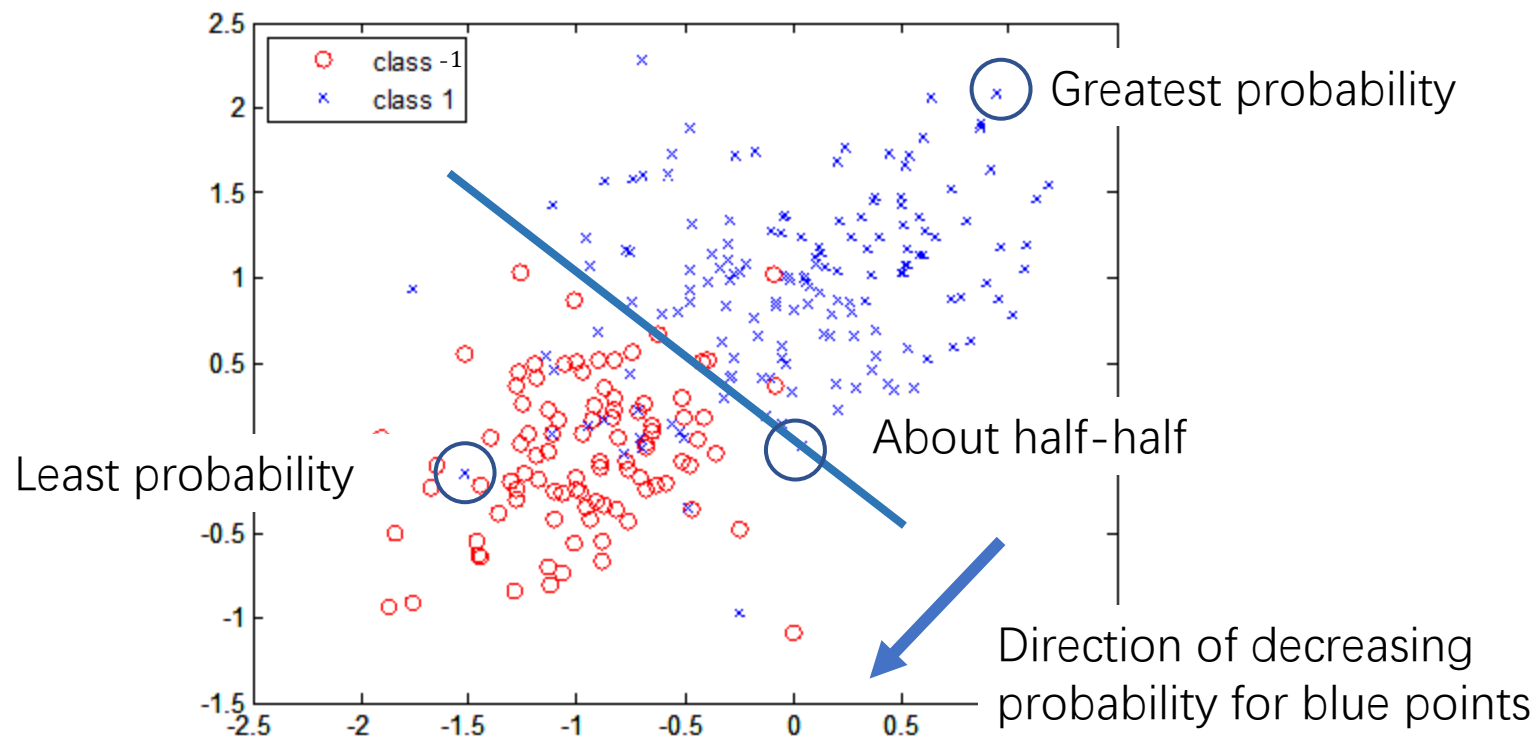 2.5
class -1
class 1
Greatest probability
2
1.5
1
0.5
About half-half
Least probability
-0.5
-1
Direction of decreasing
probability for blue points
-1.5
-2.5
-2
-1.5
-1
-0.5
0
0.5